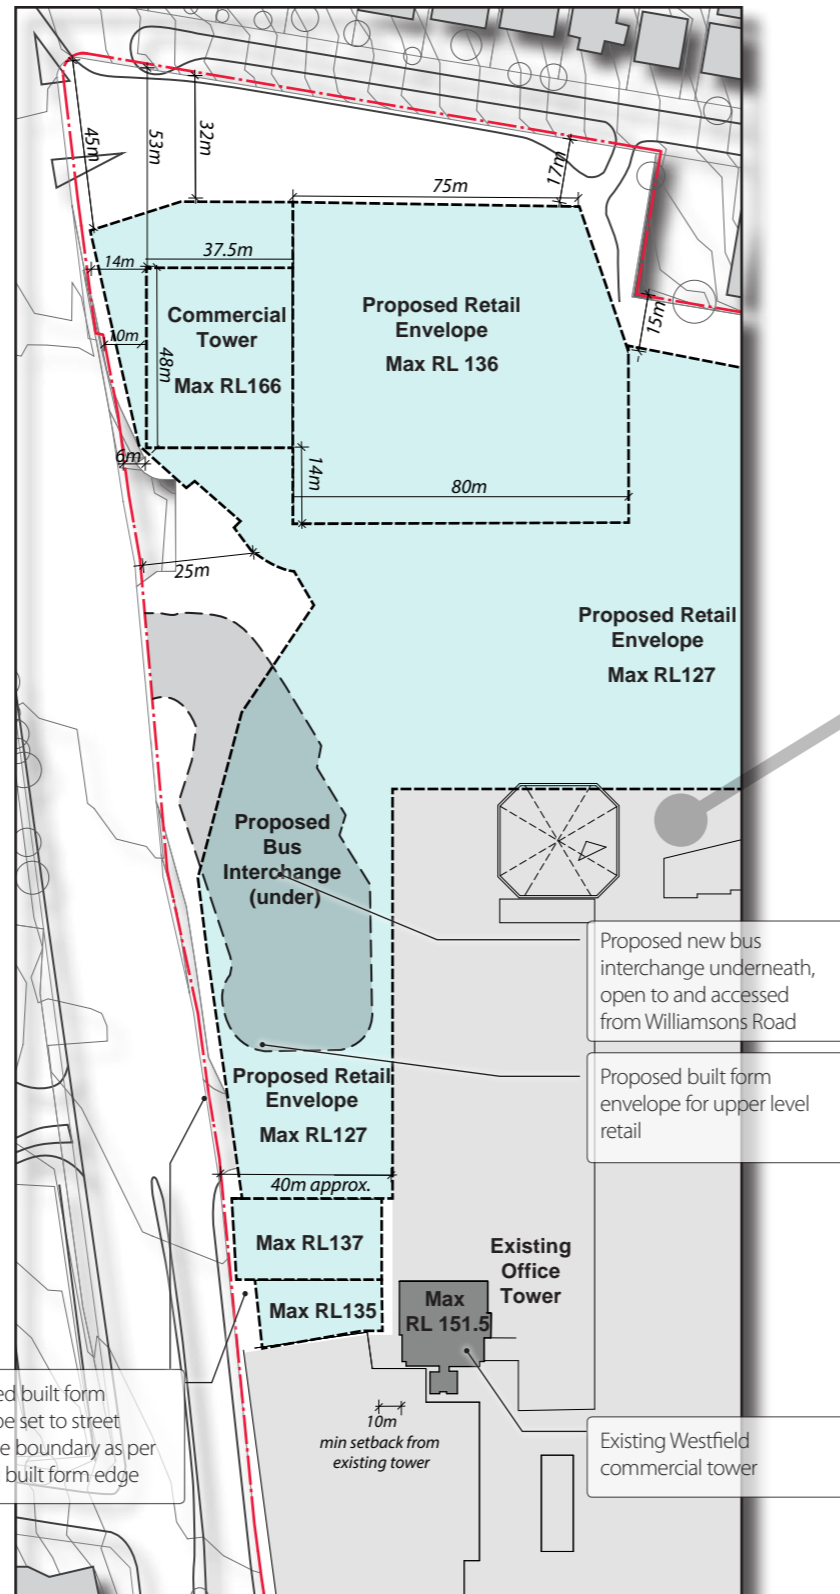 45m
53m
32m
17m
75m
37.5m
14m
15m
Commercial
Tower
Max RL166
Proposed Retail
Envelope
Max RL 136
10m
48m
6m
14m
80m
25m
Proposed Retail
Envelope
Max RL127
Proposed
Bus
Interchange
(under)
Proposed new bus
interchange underneath,
open to and accessed
from Williamsons Road
Proposed built form
envelope for upper level
retail
Proposed Retail
Envelope
Max RL127
40m approx.
Max RL137
Max RL135
Existing
Office
Tower
Max
RL 151.5
ed built form
be set to street
e boundary as per
built form edge
10m
min setback from
existing tower
Existing Westfield
commercial tower